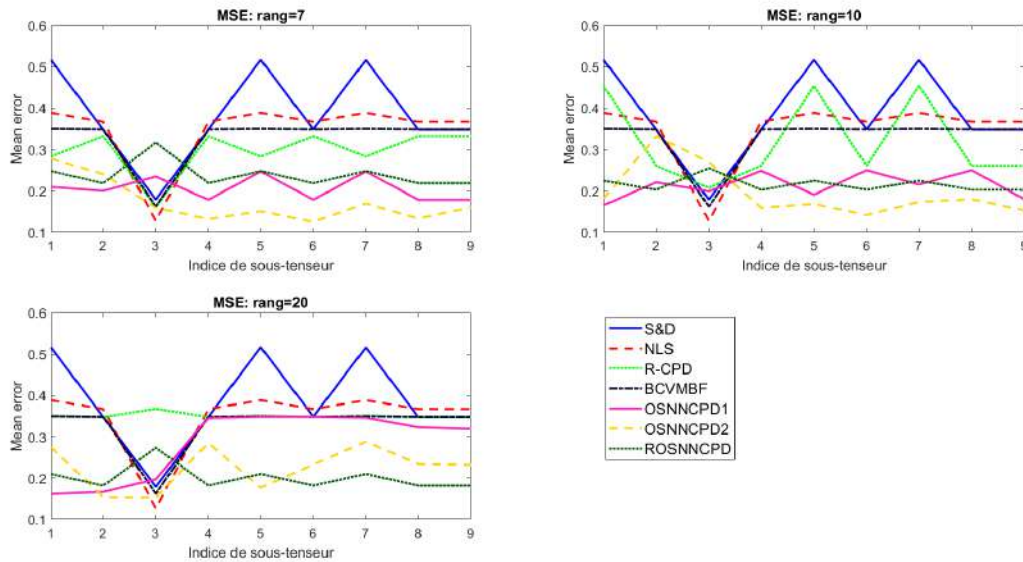 MSE: rang=7
0.6
0.5
0.4
0.3
0.2
0.1
Mean error
1 2 3 4 5 6 7 8 9
Indice de sous-tenseur
MSE: rang=10
0.6
0.5
0.4
0.3
0.2
0.1
Mean error
1 2 3 4 5 6 7 8 9
Indice de sous-tenseur
MSE: rang=20
0.6
0.5
0.4
0.3
0.2
0.1
Mean error
1 2 3 4 5 6 7 8 9
Indice de sous-tenseur
S&D
NLS
R-CPD
BCVMBF
OSNNCPD1
OSNNCPD2
ROSNNCPD